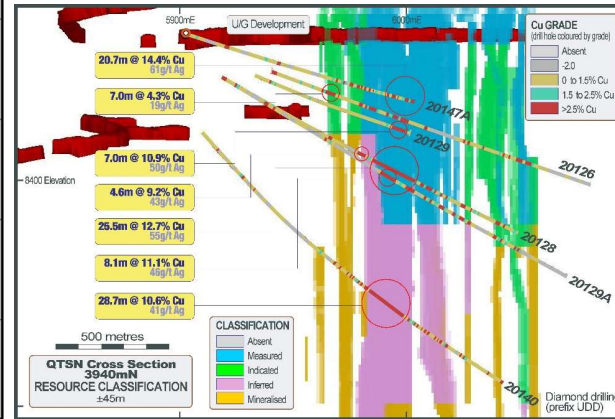 5900mE
6000mE
U/G Development
Cu GRADE
(drill hole coloured by grade)
Absent
-2.0
0 to 1.5% Cu
1.5 to 2.5% Cu
>2.5% Cu
20.7m @ 14.4% Cu
61g/t Ag
7.0m @ 4.3% Cu
19g/t Ag
7.0m @ 10.9% Cu
50g/t Ag
4.6m @ 9.2% Cu
43g/t Ag
25.5m @ 12.7% Cu
55g/t Ag
8.1m @ 11.1% Cu
46g/t Ag
28.7m @ 10.6% Cu
41g/t Ag
8400 Elevation
20147A
20129
20126
20128
20129A
20140
500 metres
QTSN Cross Section
3940mN
RESOURCE CLASSIFICATION
±45m
CLASSIFICATION
Absent
Measured
Indicated
Inferred
Mineralised
Diamond drilling
(prefix UDD)